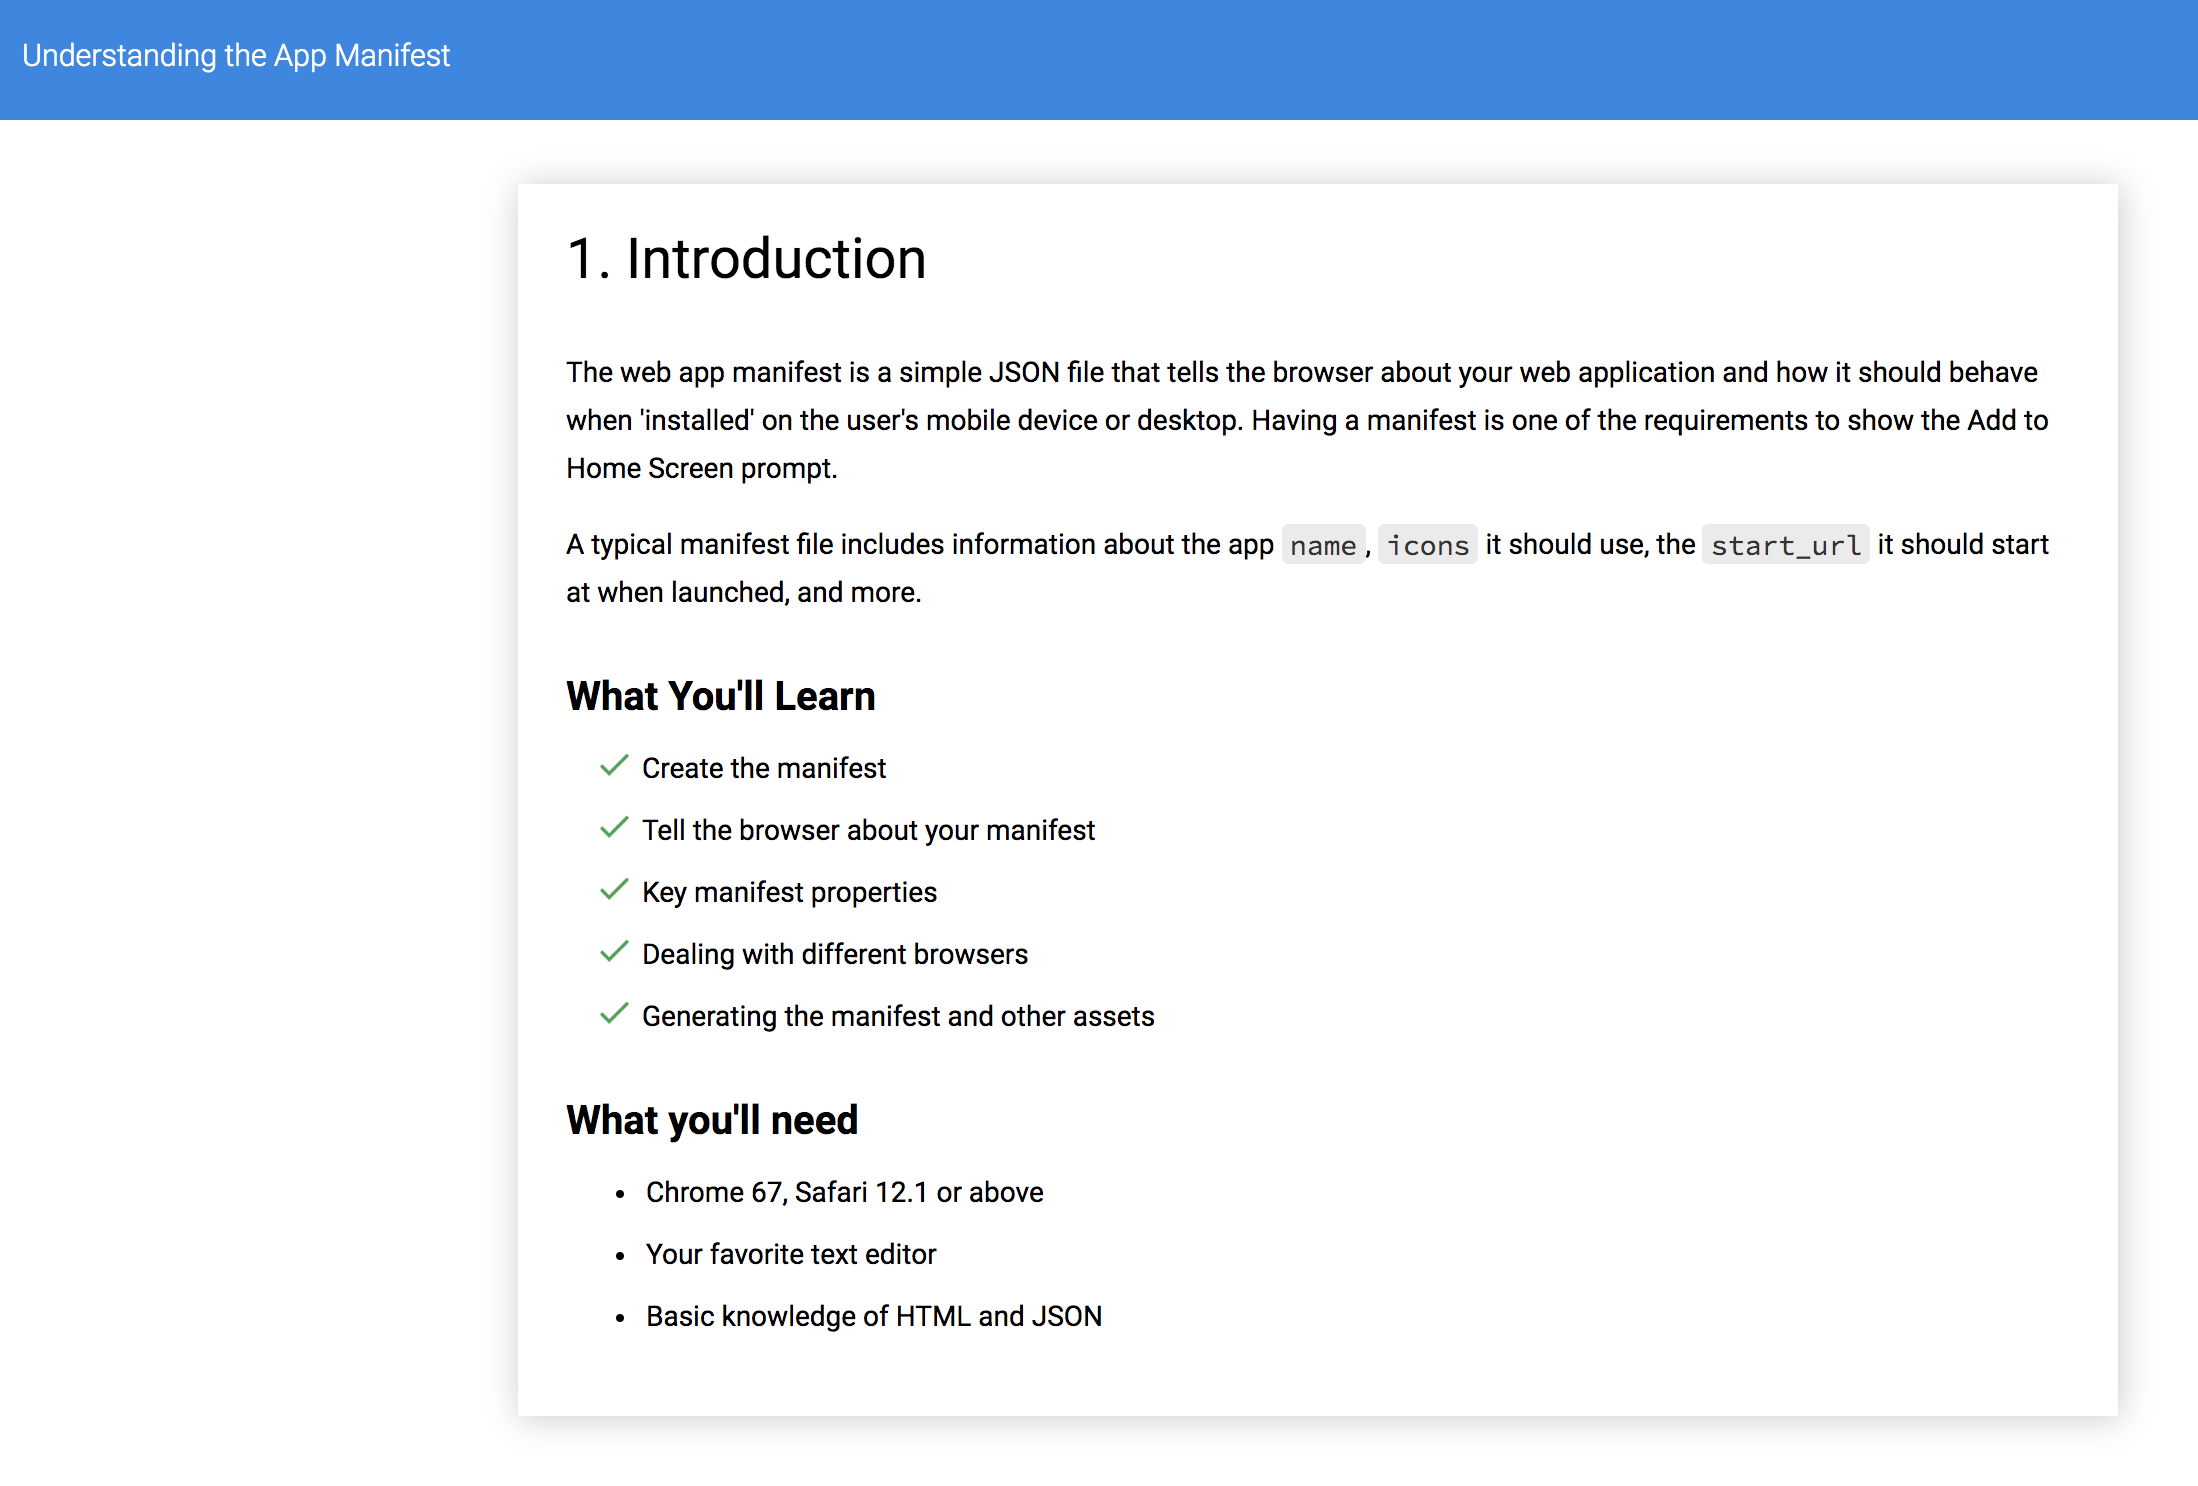 Understanding the App Manifest
1. Introduction
The web app manifest is a simple JSON file that tells the browser about your web application and how it should behave
when 'installed' on the user's mobile device or desktop. Having a manifest is one of the requirements to show the Add to
Home Screen prompt.
A typical manifest file includes information about the app name, icons it should use, the start_url it should start
at when launched, and more.
What You'll Learn
Create the manifest
Tell the browser about your manifest
Key manifest properties
Dealing with different browsers
Generating the manifest and other assets
What you'll need
• Chrome 67, Safari 12.1 or above
• Your favorite text editor
• Basic knowledge of HTML and JSON